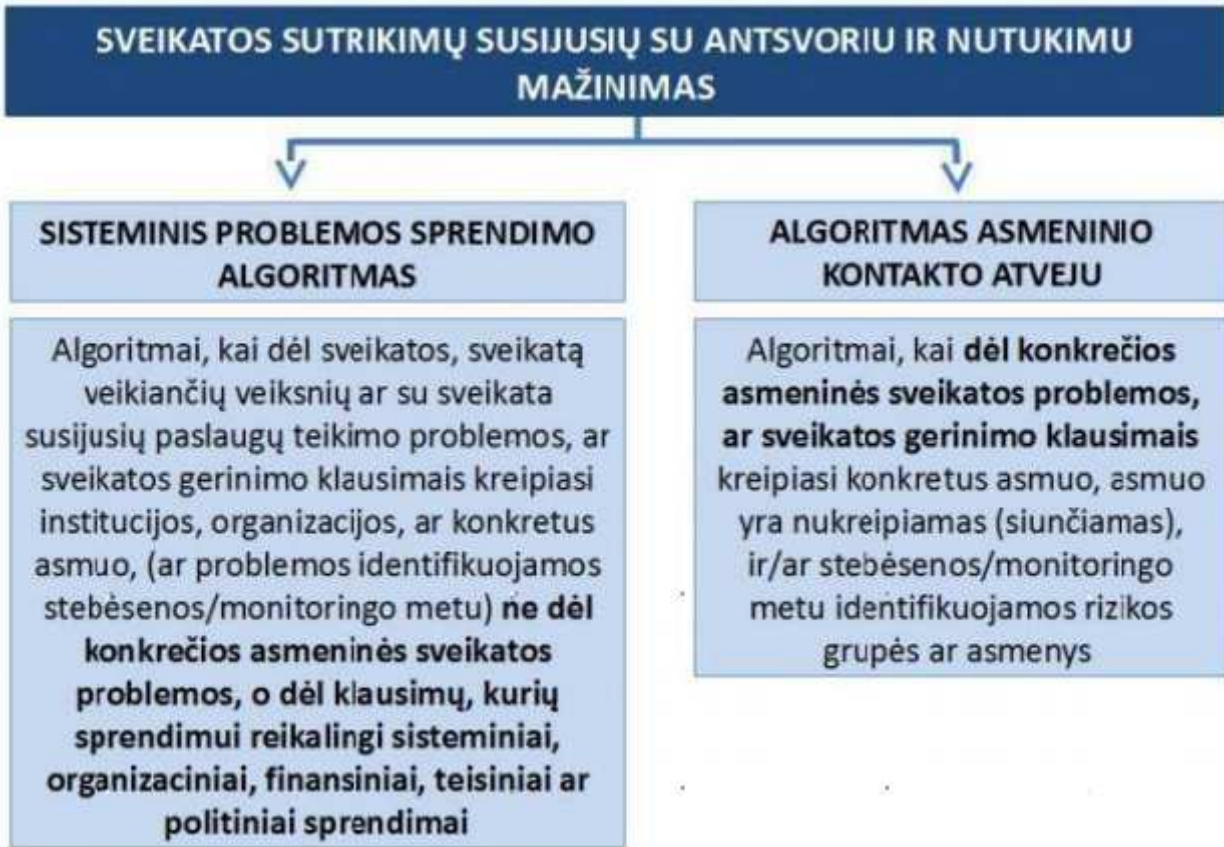 SVEIKATOS SUTRIKIMŲ SUSIJUSIŲ SU ANTSVORIU IR NUTUKIMU
MAŽINIMAS
SISTEMINIS PROBLEMOS SPRENDIMO
ALGORITMAS
Algoritmai, kai dėl sveikatos, sveikatą
veikiančių veiksnių ar su sveikata
susijusių paslaugų teikimo problemos, ar
sveikatos gerinimo klausimais kreipiasi
institucijos, organizacijos, ar konkretus
asmuo, (ar problemos identifikuojamos
stebėsenos/monitoringo metu) ne dėl
konkrečios asmeninės sveikatos
problemos, o dėl klausimų, kurių
sprendimui reikalingi sisteminiai,
organizaciniai, finansiniai, teisiniai ar
politiniai sprendimai
ALGORITMAS ASMENINIO
KONTAKTO ATVEJU
Algoritmai, kai dėl konkrečios
asmeninės sveikatos problemos,
ar sveikatos gerinimo klausimais
kreipiasi konkretus asmuo, asmuo
yra nukreipiamas (siunčiamas),
ir/ar stebėsenos/monitoringo
metu identifikuojamos rizikos
grupės ar asmenys